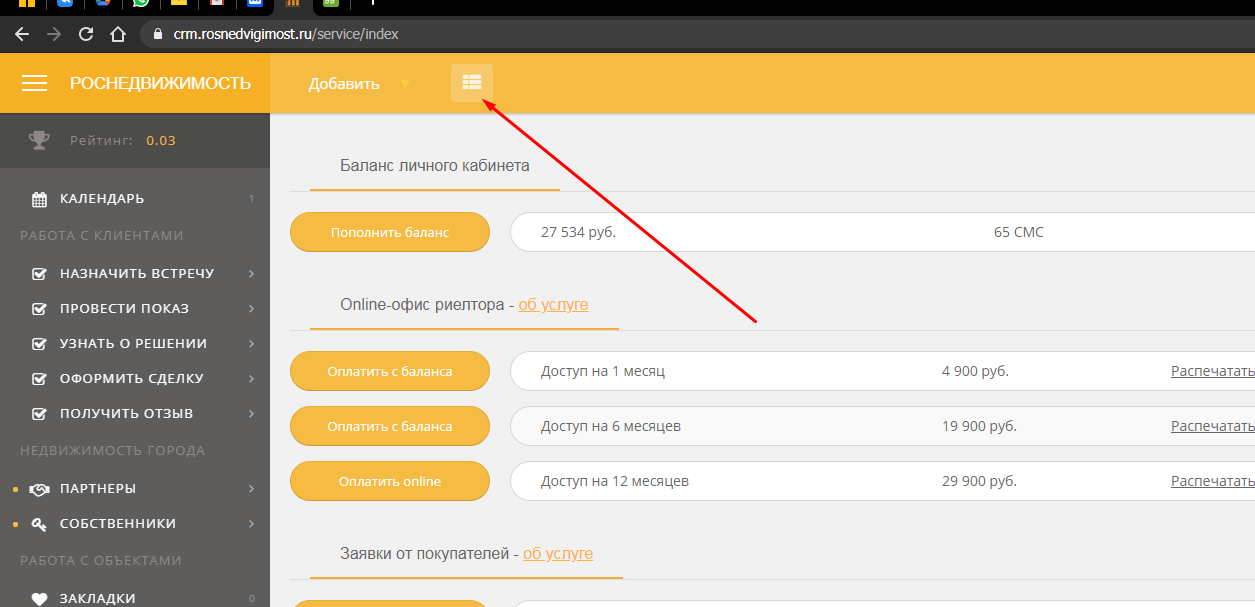 crm.rosnedvigimost.ru/service/index
РОСНЕДВИЖИМОСТЬ
Добавить
Рейтинг: 0.03
КАЛЕНДАРЬ 1
РАБОТА С КЛИЕНТАМИ
НАЗНАЧИТЬ ВСТРЕЧУ
ПРОВЕСТИ ПОКАЗ
УЗНАТЬ О РЕШЕНИИ
ОФОРМИТЬ СДЕЛКУ
ПОЛУЧИТЬ ОТЗЫВ
НЕДВИЖИМОСТЬ ГОРОДА
ПАРТНЕРЫ
СОБСТВЕННИКИ
РАБОТА С ОБЪЕКТАМИ
ЗАКЛАДКИ 0
Баланс личного кабинета
Пополнить баланс 27 534 руб. 65 СМС
Online-офис риелтора - об услуге
Оплатить с баланса Доступ на 1 месяц 4 900 руб. Распечатать
Оплатить с баланса Доступ на 6 месяцев 19 900 руб. Распечатать
Оплатить online Доступ на 12 месяцев 29 900 руб. Распечатать
Заявки от покупателей - об услуге